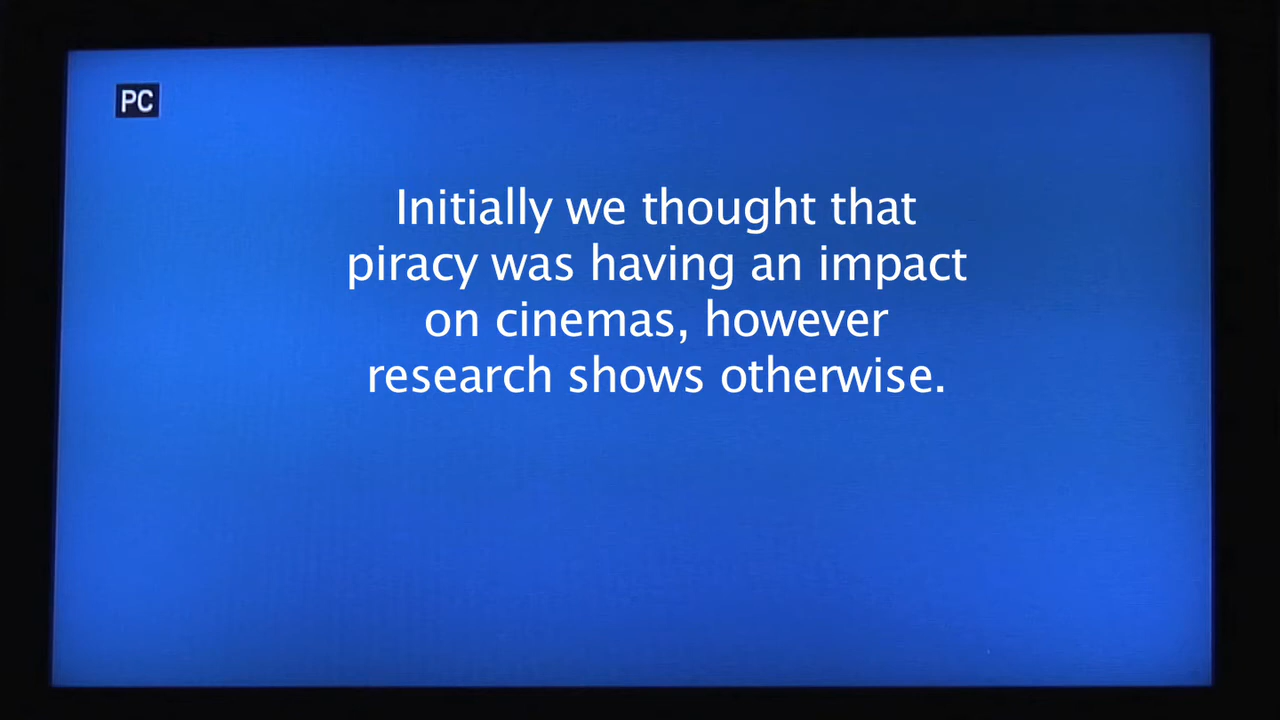 PC
Initially we thought that
piracy was having an impact
on cinemas, however
research shows otherwise.